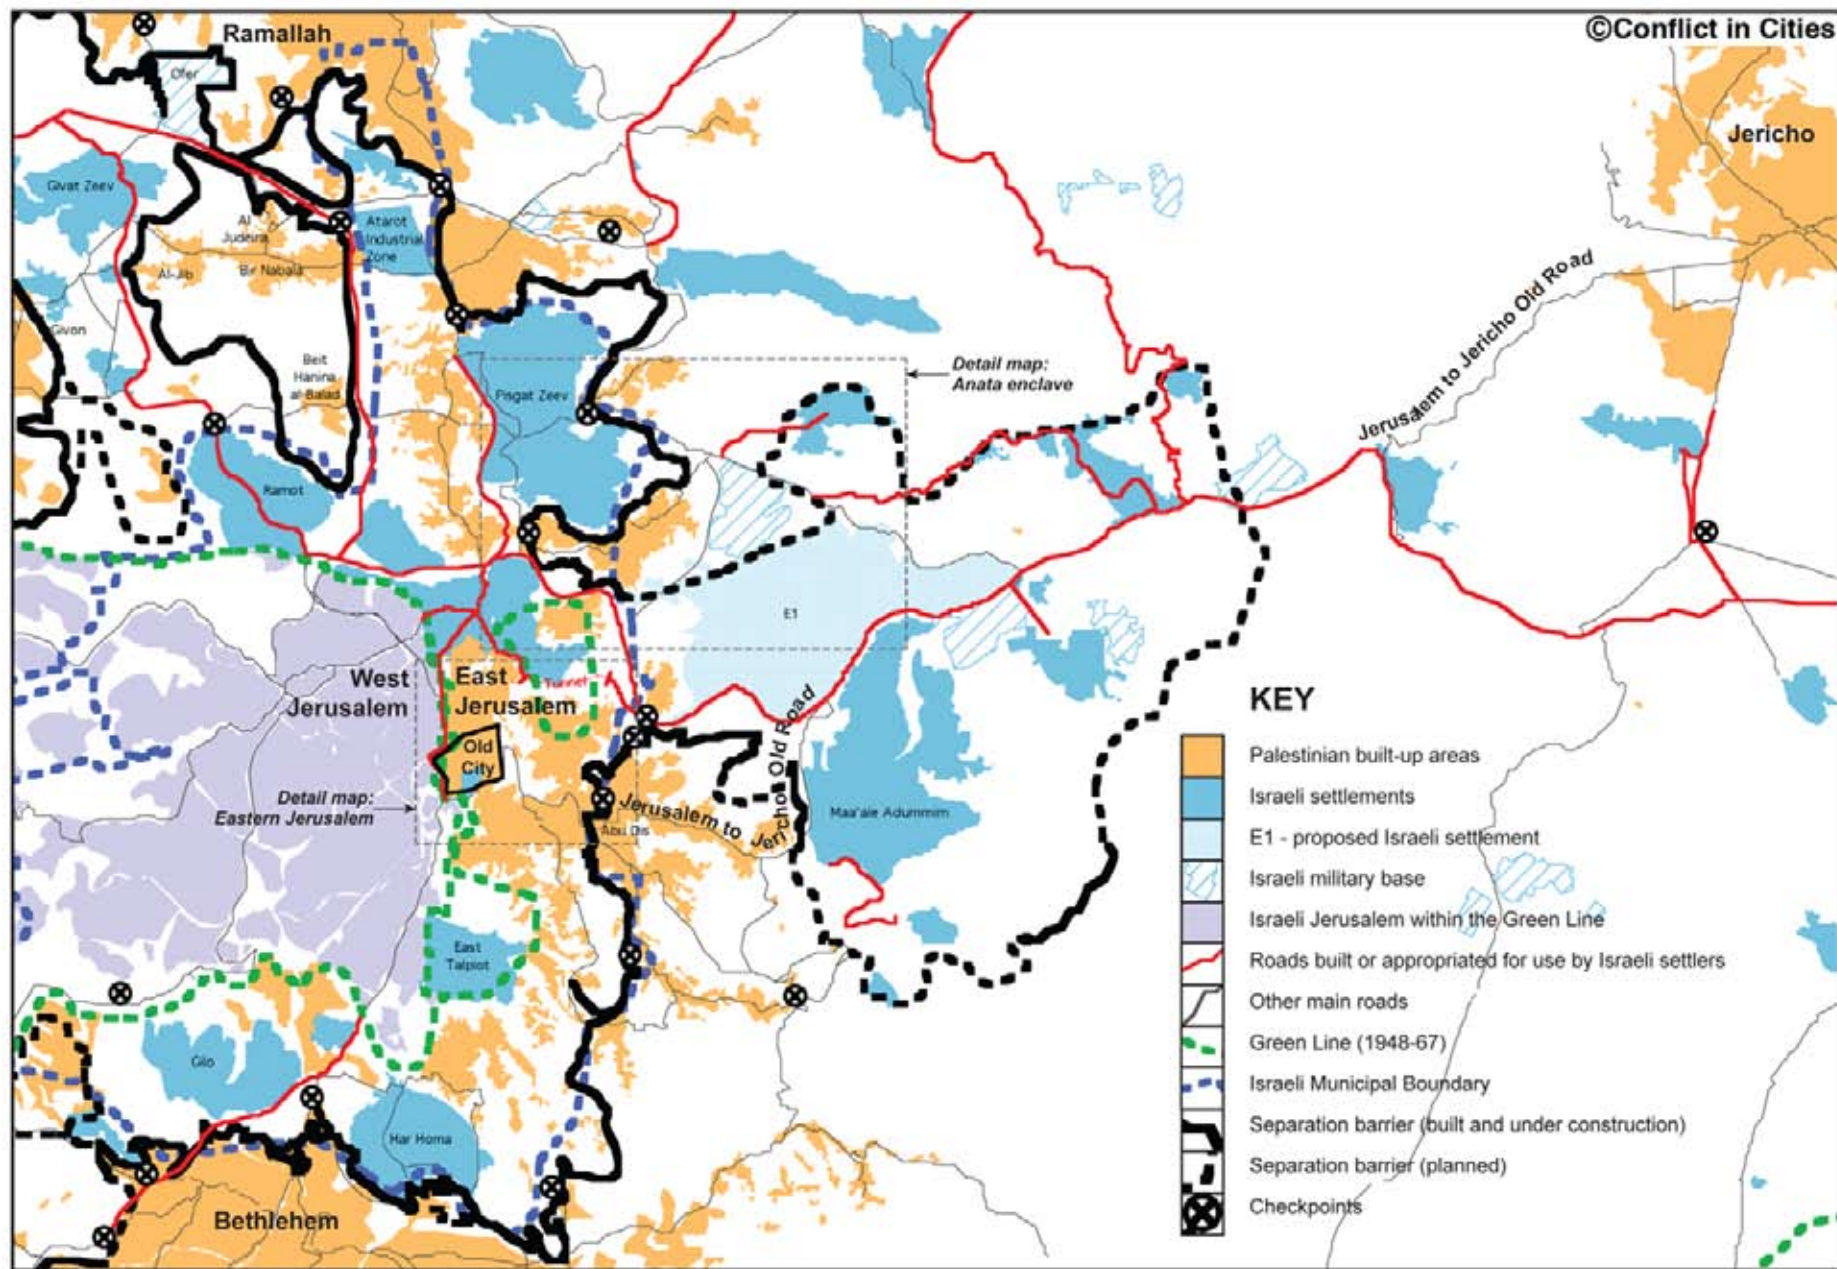 ©Conflict in Cities
Ramallah
Ofer
Jericho
Givat Zeev
Al
Judeira
Atarot
Industrial
Zone
Al-Jib
Bir Nabala
Jerusalem to Jericho Old Road
Givon
Beit
Hanina
al-Balad
Detail map:
Anata enclave
Pisgat Zeev
Ramot
E1
West
Jerusalem
East
Jerusalem
Tunnel
Old
City
Detail map:
Eastern Jerusalem
Abu Dis
Jerusalem to Jericho Old Road
Maa'ale Adummim
East
Talpiot
Glo
Har Homa
Bethlehem
KEY
Palestinian built-up areas
Israeli settlements
E1 - proposed Israeli settlement
Israeli military base
Israeli Jerusalem within the Green Line
Roads built or appropriated for use by Israeli settlers
Other main roads
Green Line (1948-67)
Israeli Municipal Boundary
Separation barrier (built and under construction)
Separation barrier (planned)
Checkpoints